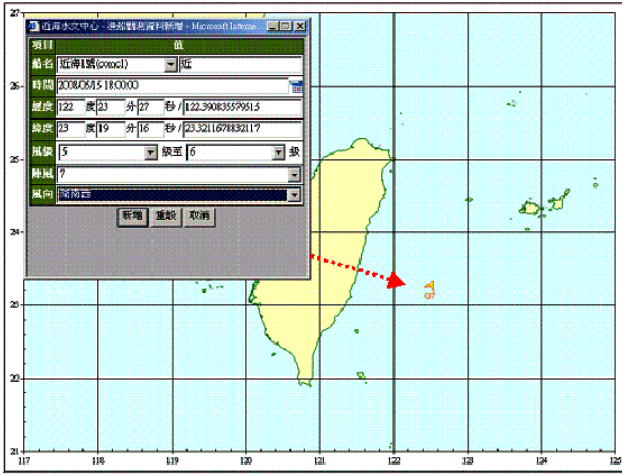 近海水文中心 - 漁船觀測資料新增 - Microsoft Interne...
項目 值
船名 近海1號(comc1) 近
時間 2008/05/15 18:00:00
經度 122 度 23 分 27 秒 / 122.390835579515
緯度 23 度 19 分 16 秒 / 23.3211678832117
風級 5 級至 6 級
陣風 7
風向 南南西
新增 重設 取消
27
26
25
24
23
22
21
117 118 119 120 121 122 123 124 125